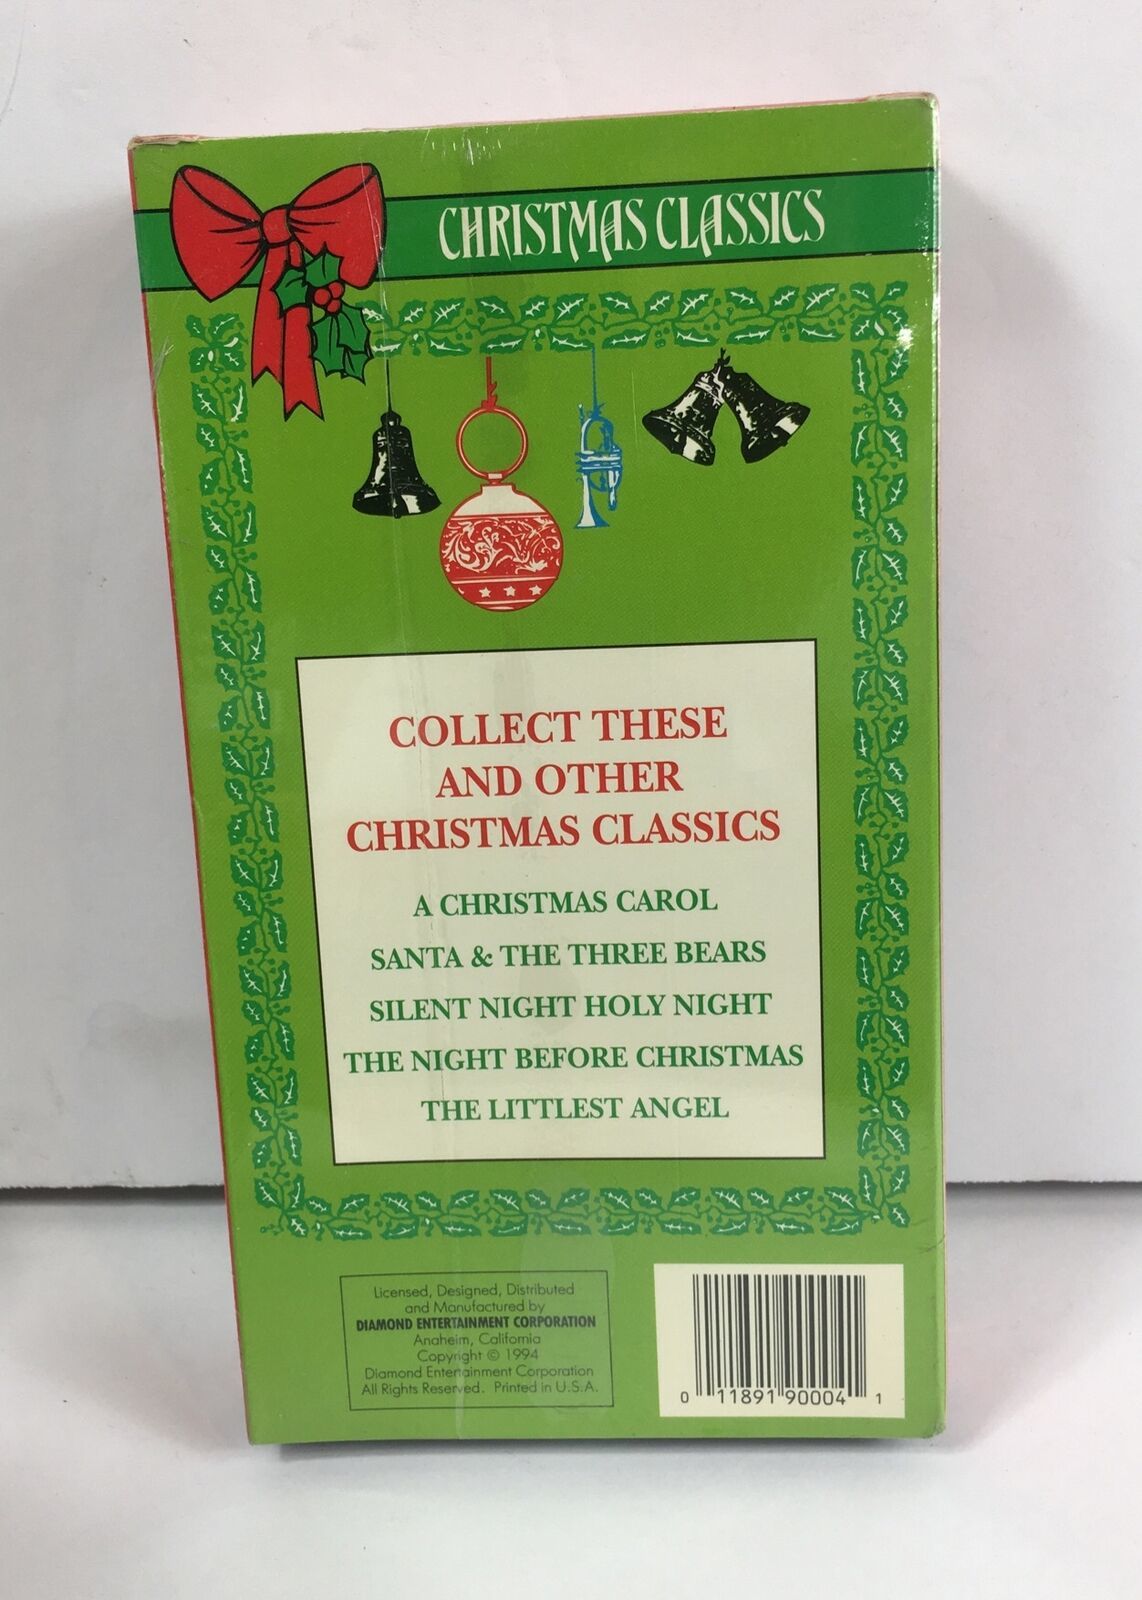 CHRISTMAS CLASSICS
COLLECT THESE
AND OTHER
CHRISTMAS CLASSICS
A CHRISTMAS CAROL
SANTA & THE THREE BEARS
SILENT NIGHT HOLY NIGHT
THE NIGHT BEFORE CHRISTMAS
THE LITTLEST ANGEL
Licensed, Designed, Distributed
and Manufactured by
DIAMOND ENTERTAINMENT CORPORATION
Anaheim, California
Copyright © 1994
Diamond Entertainment Corporation
All Rights Reserved. Printed in U.S.A.
0 11891 90004 1